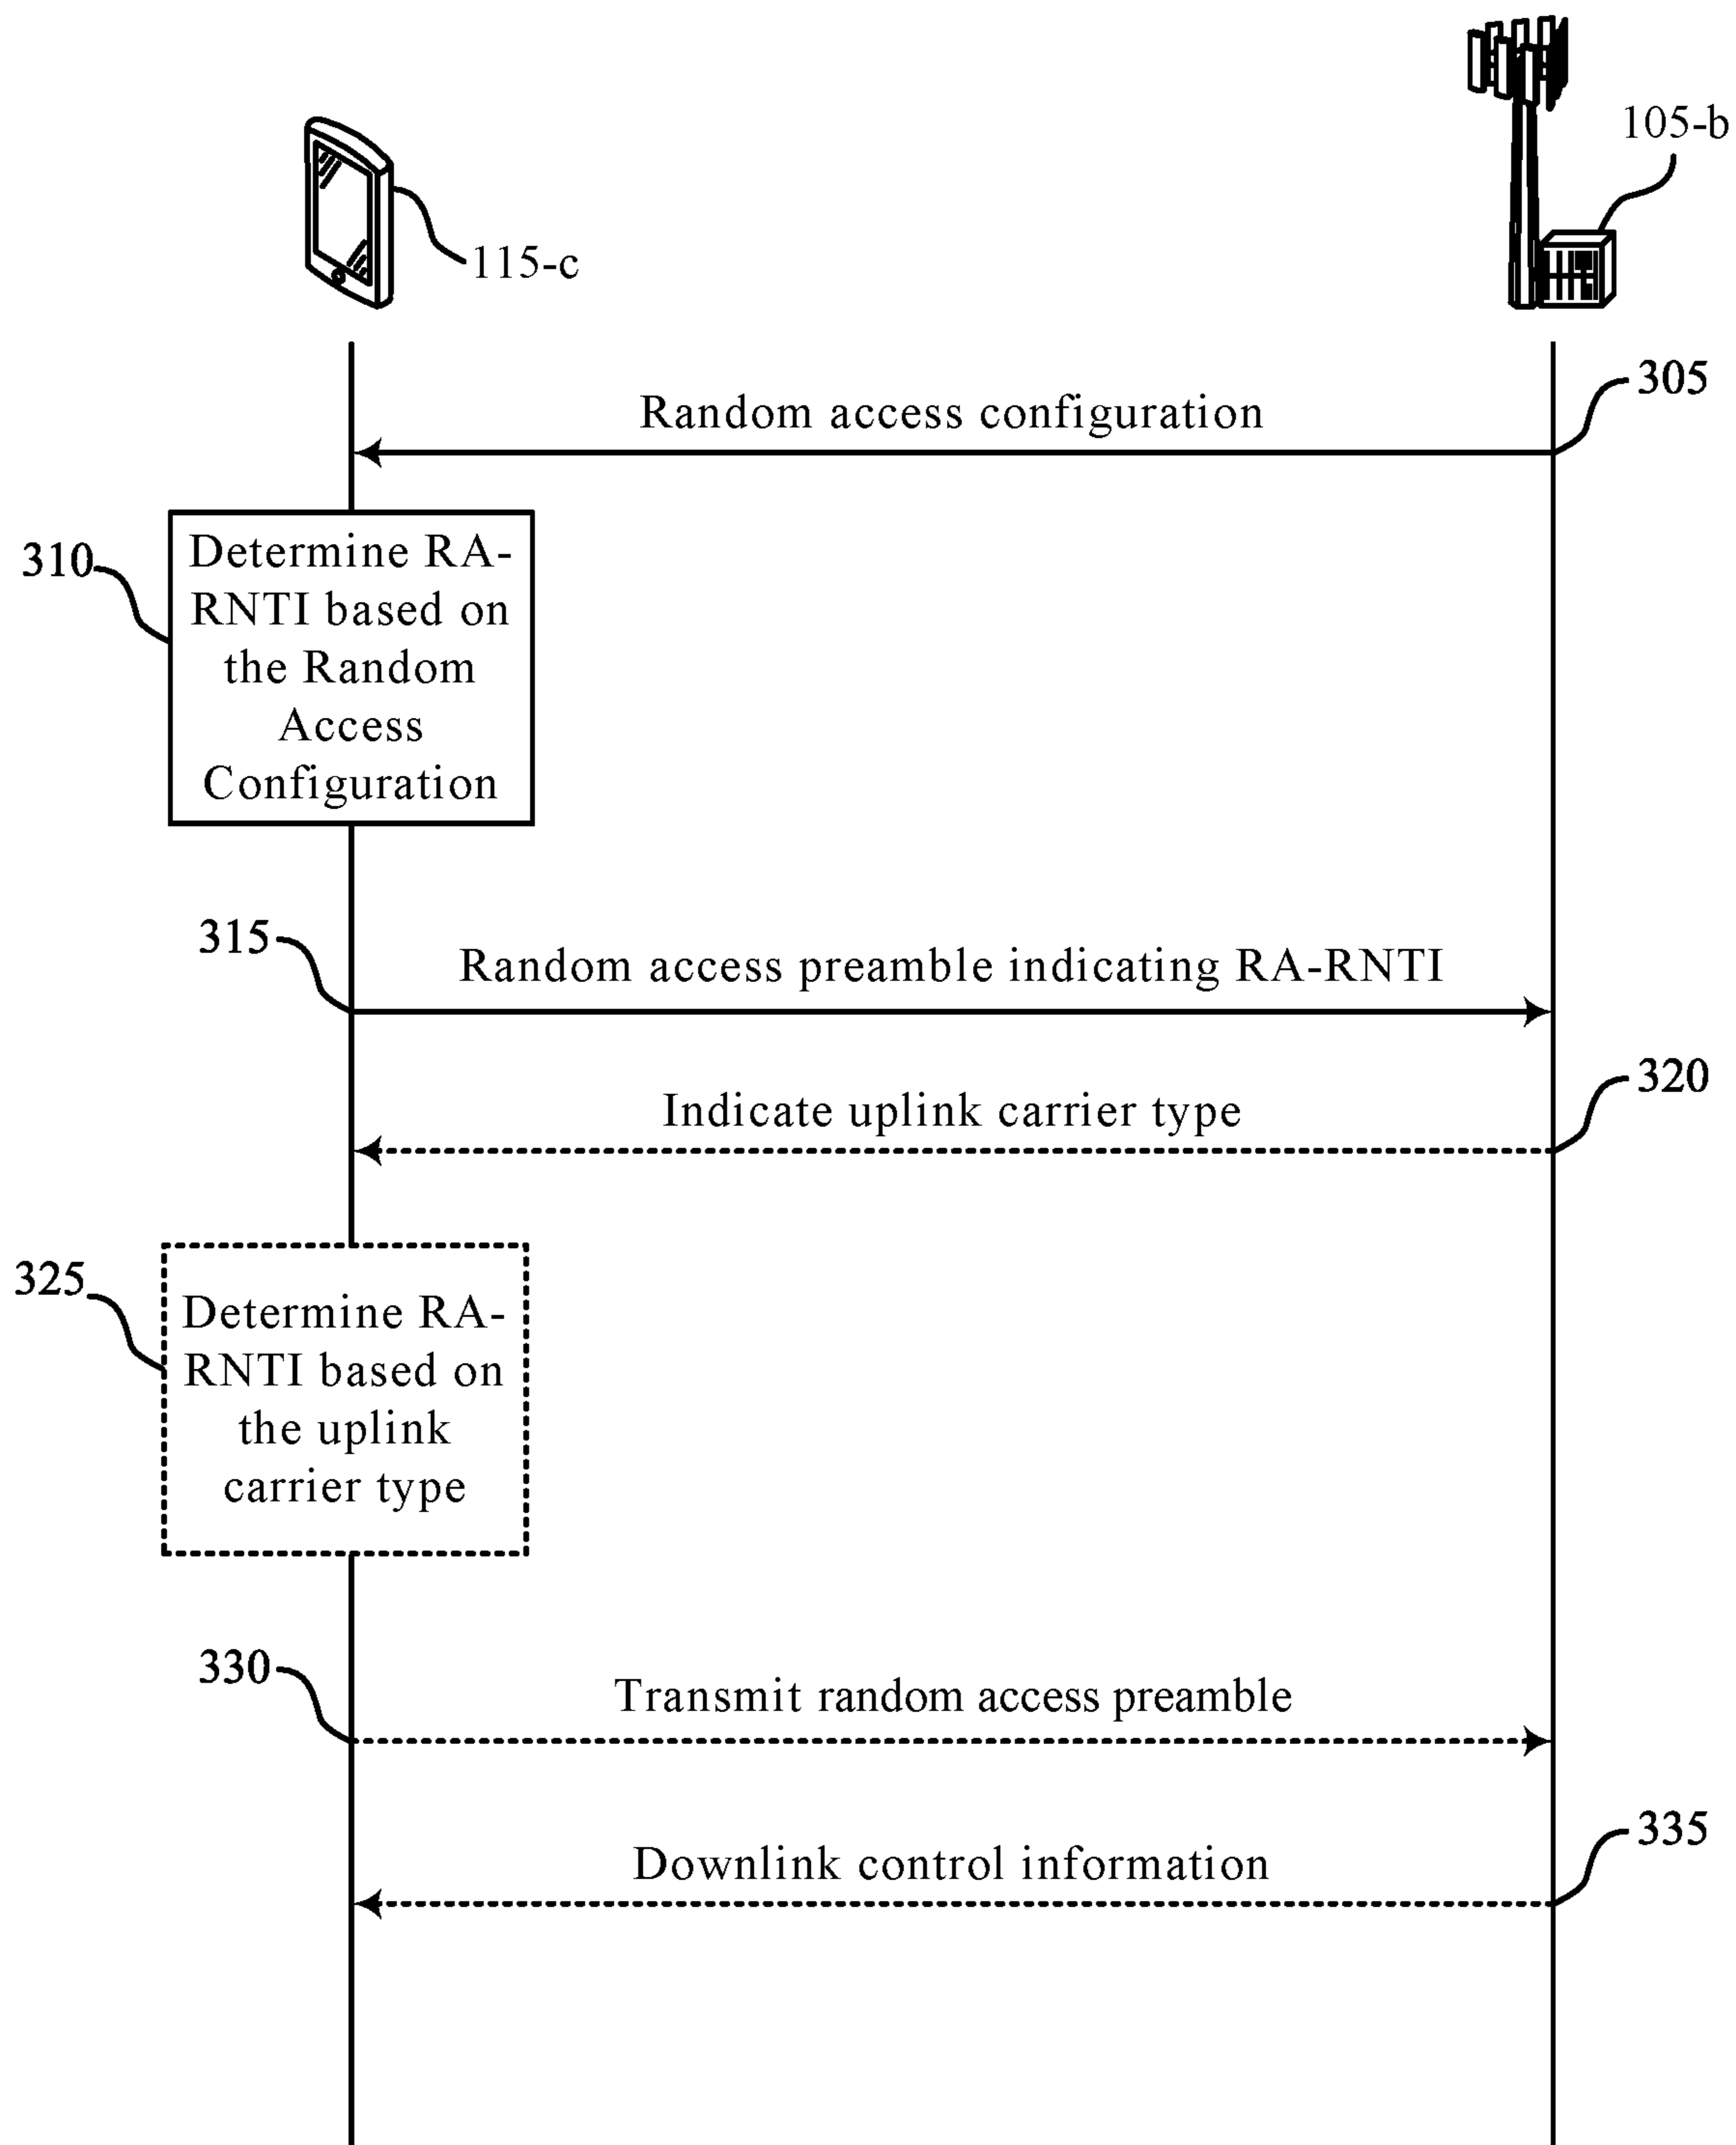 105-b
115-c
305
Random access configuration
310
Determine RA-
RNTI based on
the Random
Access
Configuration
315
Random access preamble indicating RA-RNTI
320
Indicate uplink carrier type
325
Determine RA-
RNTI based on
the uplink
carrier type
330
Transmit random access preamble
335
Downlink control information